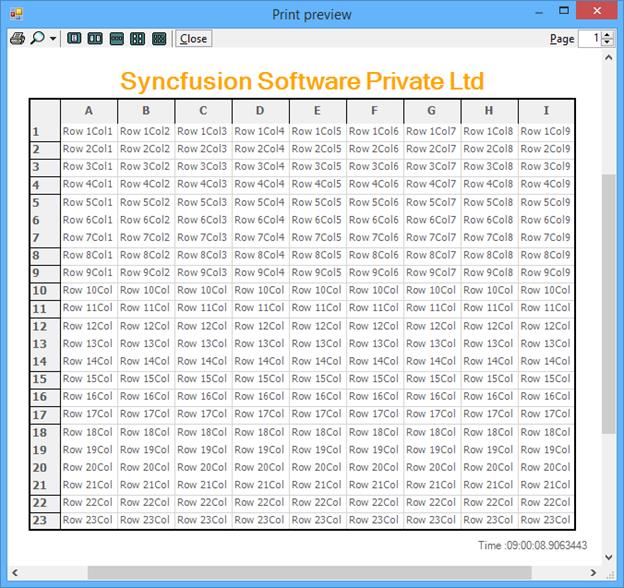 Print preview
Close Page 1
Syncfusion Software Private Ltd
A B C D E F G H I
1 Row 1Col1 Row 1Col2 Row 1Col3 Row 1Col4 Row 1Col5 Row 1Col6 Row 1Col7 Row 1Col8 Row 1Col9
2 Row 2Col1 Row 2Col2 Row 2Col3 Row 2Col4 Row 2Col5 Row 2Col6 Row 2Col7 Row 2Col8 Row 2Col9
3 Row 3Col1 Row 3Col2 Row 3Col3 Row 3Col4 Row 3Col5 Row 3Col6 Row 3Col7 Row 3Col8 Row 3Col9
4 Row 4Col1 Row 4Col2 Row 4Col3 Row 4Col4 Row 4Col5 Row 4Col6 Row 4Col7 Row 4Col8 Row 4Col9
5 Row 5Col1 Row 5Col2 Row 5Col3 Row 5Col4 Row 5Col5 Row 5Col6 Row 5Col7 Row 5Col8 Row 5Col9
6 Row 6Col1 Row 6Col2 Row 6Col3 Row 6Col4 Row 6Col5 Row 6Col6 Row 6Col7 Row 6Col8 Row 6Col9
7 Row 7Col1 Row 7Col2 Row 7Col3 Row 7Col4 Row 7Col5 Row 7Col6 Row 7Col7 Row 7Col8 Row 7Col9
8 Row 8Col1 Row 8Col2 Row 8Col3 Row 8Col4 Row 8Col5 Row 8Col6 Row 8Col7 Row 8Col8 Row 8Col9
9 Row 9Col1 Row 9Col2 Row 9Col3 Row 9Col4 Row 9Col5 Row 9Col6 Row 9Col7 Row 9Col8 Row 9Col9
10 Row 10Col Row 10Col Row 10Col Row 10Col Row 10Col Row 10Col Row 10Col Row 10Col Row 10Col
11 Row 11Col Row 11Col Row 11Col Row 11Col Row 11Col Row 11Col Row 11Col Row 11Col Row 11Col
12 Row 12Col Row 12Col Row 12Col Row 12Col Row 12Col Row 12Col Row 12Col Row 12Col Row 12Col
13 Row 13Col Row 13Col Row 13Col Row 13Col Row 13Col Row 13Col Row 13Col Row 13Col Row 13Col
14 Row 14Col Row 14Col Row 14Col Row 14Col Row 14Col Row 14Col Row 14Col Row 14Col Row 14Col
15 Row 15Col Row 15Col Row 15Col Row 15Col Row 15Col Row 15Col Row 15Col Row 15Col Row 15Col
16 Row 16Col Row 16Col Row 16Col Row 16Col Row 16Col Row 16Col Row 16Col Row 16Col Row 16Col
17 Row 17Col Row 17Col Row 17Col Row 17Col Row 17Col Row 17Col Row 17Col Row 17Col Row 17Col
18 Row 18Col Row 18Col Row 18Col Row 18Col Row 18Col Row 18Col Row 18Col Row 18Col Row 18Col
19 Row 19Col Row 19Col Row 19Col Row 19Col Row 19Col Row 19Col Row 19Col Row 19Col Row 19Col
20 Row 20Col Row 20Col Row 20Col Row 20Col Row 20Col Row 20Col Row 20Col Row 20Col Row 20Col
21 Row 21Col Row 21Col Row 21Col Row 21Col Row 21Col Row 21Col Row 21Col Row 21Col Row 21Col
22 Row 22Col Row 22Col Row 22Col Row 22Col Row 22Col Row 22Col Row 22Col Row 22Col Row 22Col
23 Row 23Col Row 23Col Row 23Col Row 23Col Row 23Col Row 23Col Row 23Col Row 23Col Row 23Col
Time :09:00:08.9063443